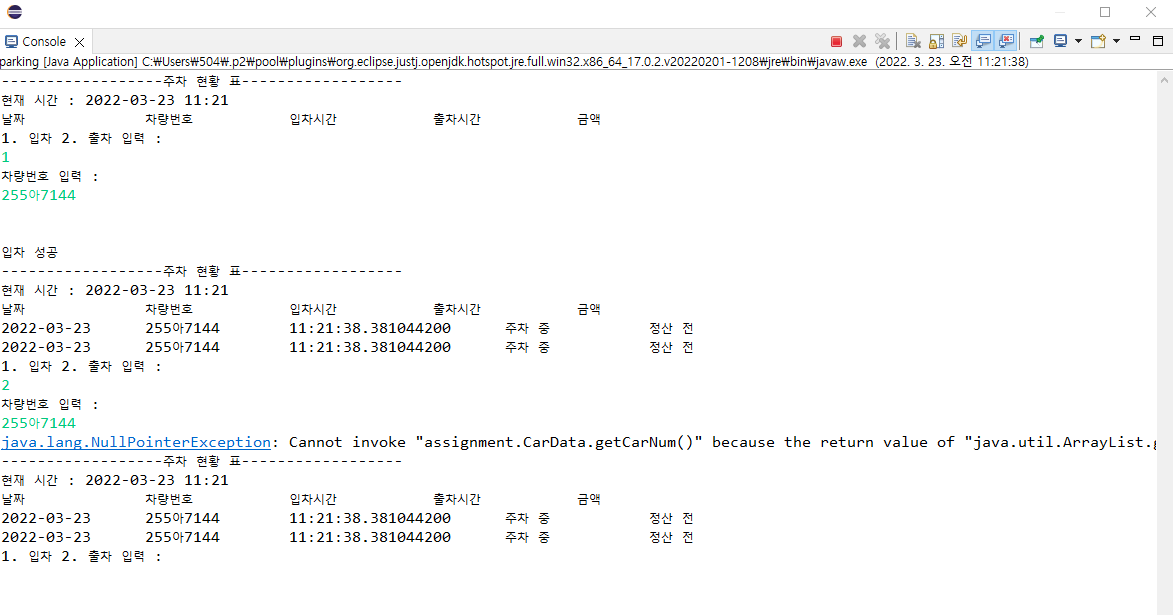 Console
parking [Java Application] C:₩Users₩504₩.p2₩pool₩plugins₩org.eclipse.justj.openjdk.hotspot.jre.full.win32.x86_64_17.0.2.v20220201-1208₩jre₩bin₩javaw.exe (2022. 3. 23. 오전 11:21:38)
------------------주차 현황 표------------------
현재 시간 : 2022-03-23 11:21
날짜 차량번호 입차시간 출차시간 금액
1. 입차 2. 출차 입력 :
1
차량번호 입력 :
255아7144
입차 성공
------------------주차 현황 표------------------
현재 시간 : 2022-03-23 11:21
날짜 차량번호 입차시간 출차시간 금액
2022-03-23 255아7144 11:21:38.381044200 주차 중 정산 전
2022-03-23 255아7144 11:21:38.381044200 주차 중 정산 전
1. 입차 2. 출차 입력 :
2
차량번호 입력 :
255아7144
java.lang.NullPointerException: Cannot invoke "assignment.CarData.getCarNum()" because the return value of "java.util.ArrayList.
------------------주차 현황 표------------------
현재 시간 : 2022-03-23 11:21
날짜 차량번호 입차시간 출차시간 금액
2022-03-23 255아7144 11:21:38.381044200 주차 중 정산 전
2022-03-23 255아7144 11:21:38.381044200 주차 중 정산 전
1. 입차 2. 출차 입력 :